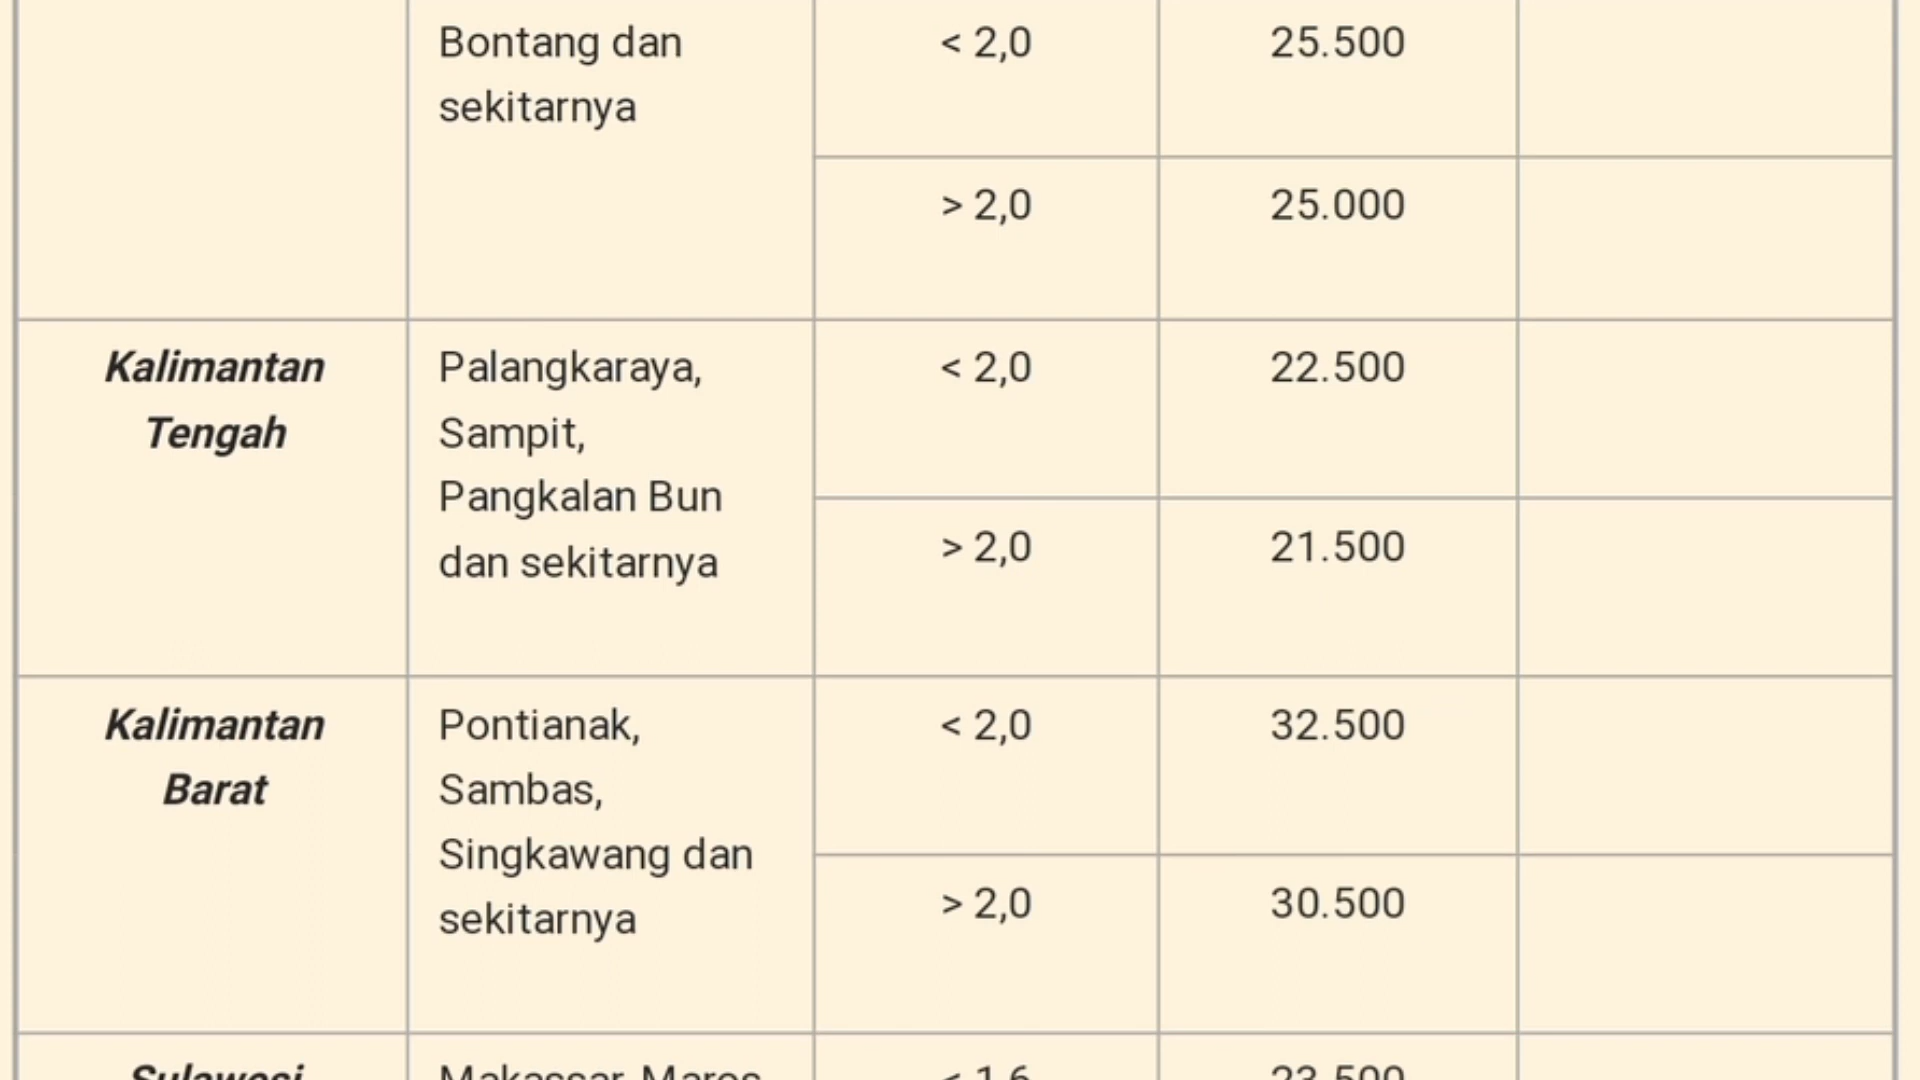 Bontang dan
sekitarnya
< 2,0
25.500
> 2,0
25.000
Kalimantan
Tengah
Palangkaraya,
Sampit,
Pangkalan Bun
dan sekitarnya
< 2,0
22.500
> 2,0
21.500
Kalimantan
Barat
Pontianak,
Sambas,
Singkawang dan
sekitarnya
< 2,0
32.500
> 2,0
30.500
Sulawesi
Makassar, Maros
< 1,6
23.500